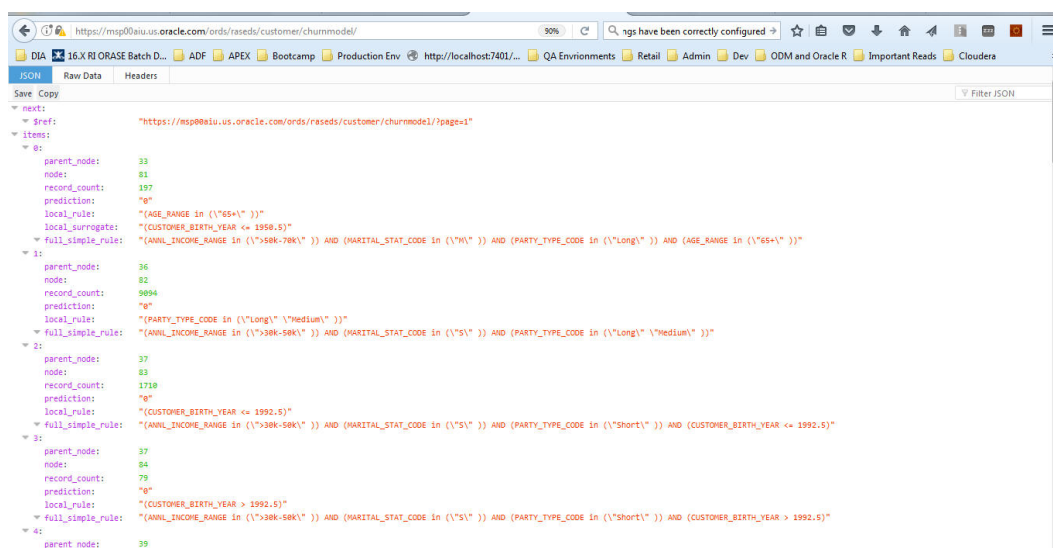 https://msp00aiu.us.oracle.com/ords/raseds/customer/churnmodel/ 90% ngs have been correctly configured
DIA 16.X RI ORASE Batch D... ADF APEX Bootcamp Production Env http://localhost:7401/... QA Envrionments Retail Admin Dev ODM and Oracle R Important Reads Cloudera
JSON Raw Data Headers
Save Copy Filter JSON
next:
$ref: "https://msp00aiu.us.oracle.com/ords/raseds/customer/churnmodel/?page=1"
items:
0:
parent_node: 33
node: 81
record_count: 197
prediction: "0"
local_rule: "(AGE_RANGE in (\"65+\" ))"
local_surrogate: "(CUSTOMER_BIRTH_YEAR <= 1950.5)"
full_simple_rule: "(ANNL_INCOME_RANGE in (\">50k-70k\" )) AND (MARITAL_STAT_CODE in (\"M\" )) AND (PARTY_TYPE_CODE in (\"Long\" )) AND (AGE_RANGE in (\"65+\" ))"
1:
parent_node: 36
node: 82
record_count: 9094
prediction: "0"
local_rule: "(PARTY_TYPE_CODE in (\"Long\" \"Medium\" ))"
full_simple_rule: "(ANNL_INCOME_RANGE in (\">30k-50k\" )) AND (MARITAL_STAT_CODE in (\"S\" )) AND (PARTY_TYPE_CODE in (\"Long\" \"Medium\" ))"
2:
parent_node: 37
node: 83
record_count: 1710
prediction: "0"
local_rule: "(CUSTOMER_BIRTH_YEAR <= 1992.5)"
full_simple_rule: "(ANNL_INCOME_RANGE in (\">30k-50k\" )) AND (MARITAL_STAT_CODE in (\"S\" )) AND (PARTY_TYPE_CODE in (\"Short\" )) AND (CUSTOMER_BIRTH_YEAR <= 1992.5)"
3:
parent_node: 37
node: 84
record_count: 79
prediction: "0"
local_rule: "(CUSTOMER_BIRTH_YEAR > 1992.5)"
full_simple_rule: "(ANNL_INCOME_RANGE in (\">30k-50k\" )) AND (MARITAL_STAT_CODE in (\"S\" )) AND (PARTY_TYPE_CODE in (\"Short\" )) AND (CUSTOMER_BIRTH_YEAR > 1992.5)"
4:
parent node: 39